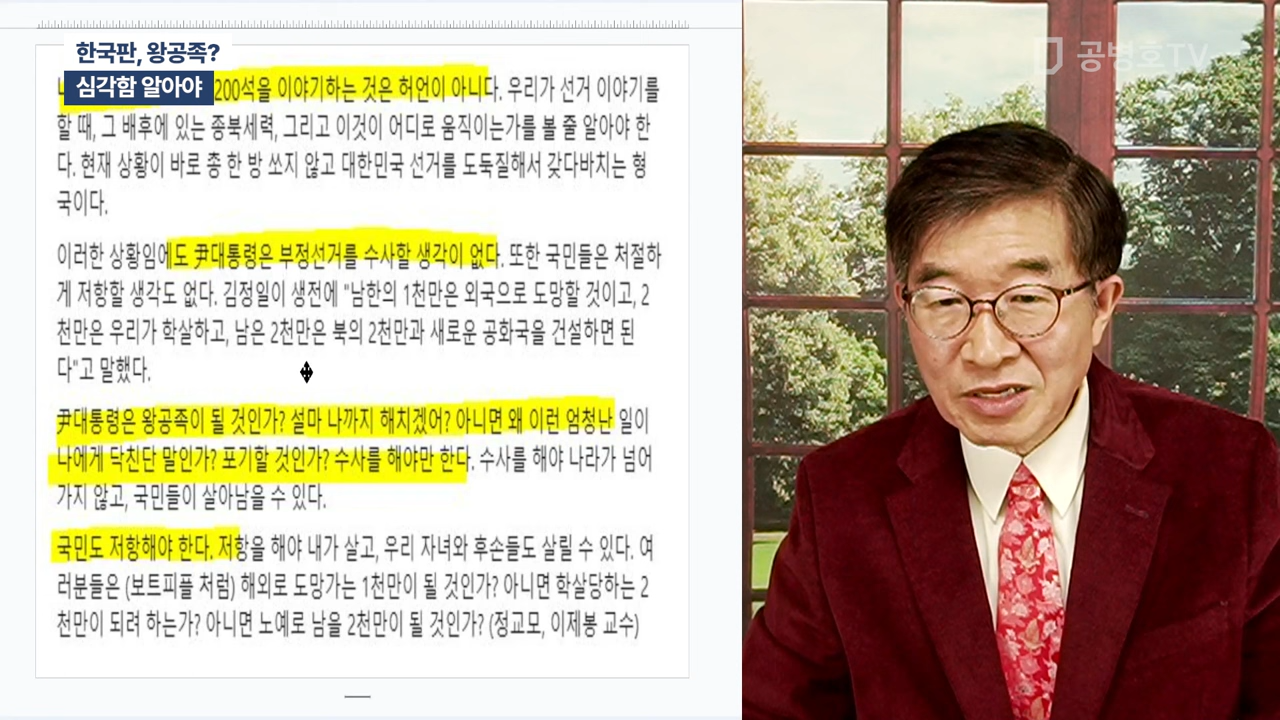 한국판, 왕공족?
심각함 알아야
공병호TV
200석을 이야기하는 것은 허언이 아니다. 우리가 선거 이야기를
할 때, 그 배후에 있는 종북세력, 그리고 이것이 어디로 움직이는가를 볼 줄 알아야 한
다. 현재 상황이 바로 총 한 방 쏘지 않고 대한민국 선거를 도둑질해서 갖다바치는 형
국이다.
이러한 상황임에도 尹대통령은 부정선거를 수사할 생각이 없다. 또한 국민들은 처절하
게 저항할 생각도 없다. 김정일이 생전에 "남한의 1천만은 외국으로 도망할 것이고, 2
천만은 우리가 학살하고, 남은 2천만은 북의 2천만과 새로운 공화국을 건설하면 된
다"고 말했다.
尹대통령은 왕공족이 될 것인가? 설마 나까지 해치겠어? 아니면 왜 이런 엄청난 일이
나에게 닥친단 말인가? 포기할 것인가? 수사를 해야만 한다. 수사를 해야 나라가 넘어
가지 않고, 국민들이 살아남을 수 있다.
국민도 저항해야 한다. 저항을 해야 내가 살고, 우리 자녀와 후손들도 살릴 수 있다. 여
러분들은 (보트피플 처럼) 해외로 도망가는 1천만이 될 것인가? 아니면 학살당하는 2
천만이 되려 하는가? 아니면 노예로 남을 2천만이 될 것인가? (정교모, 이제봉 교수)